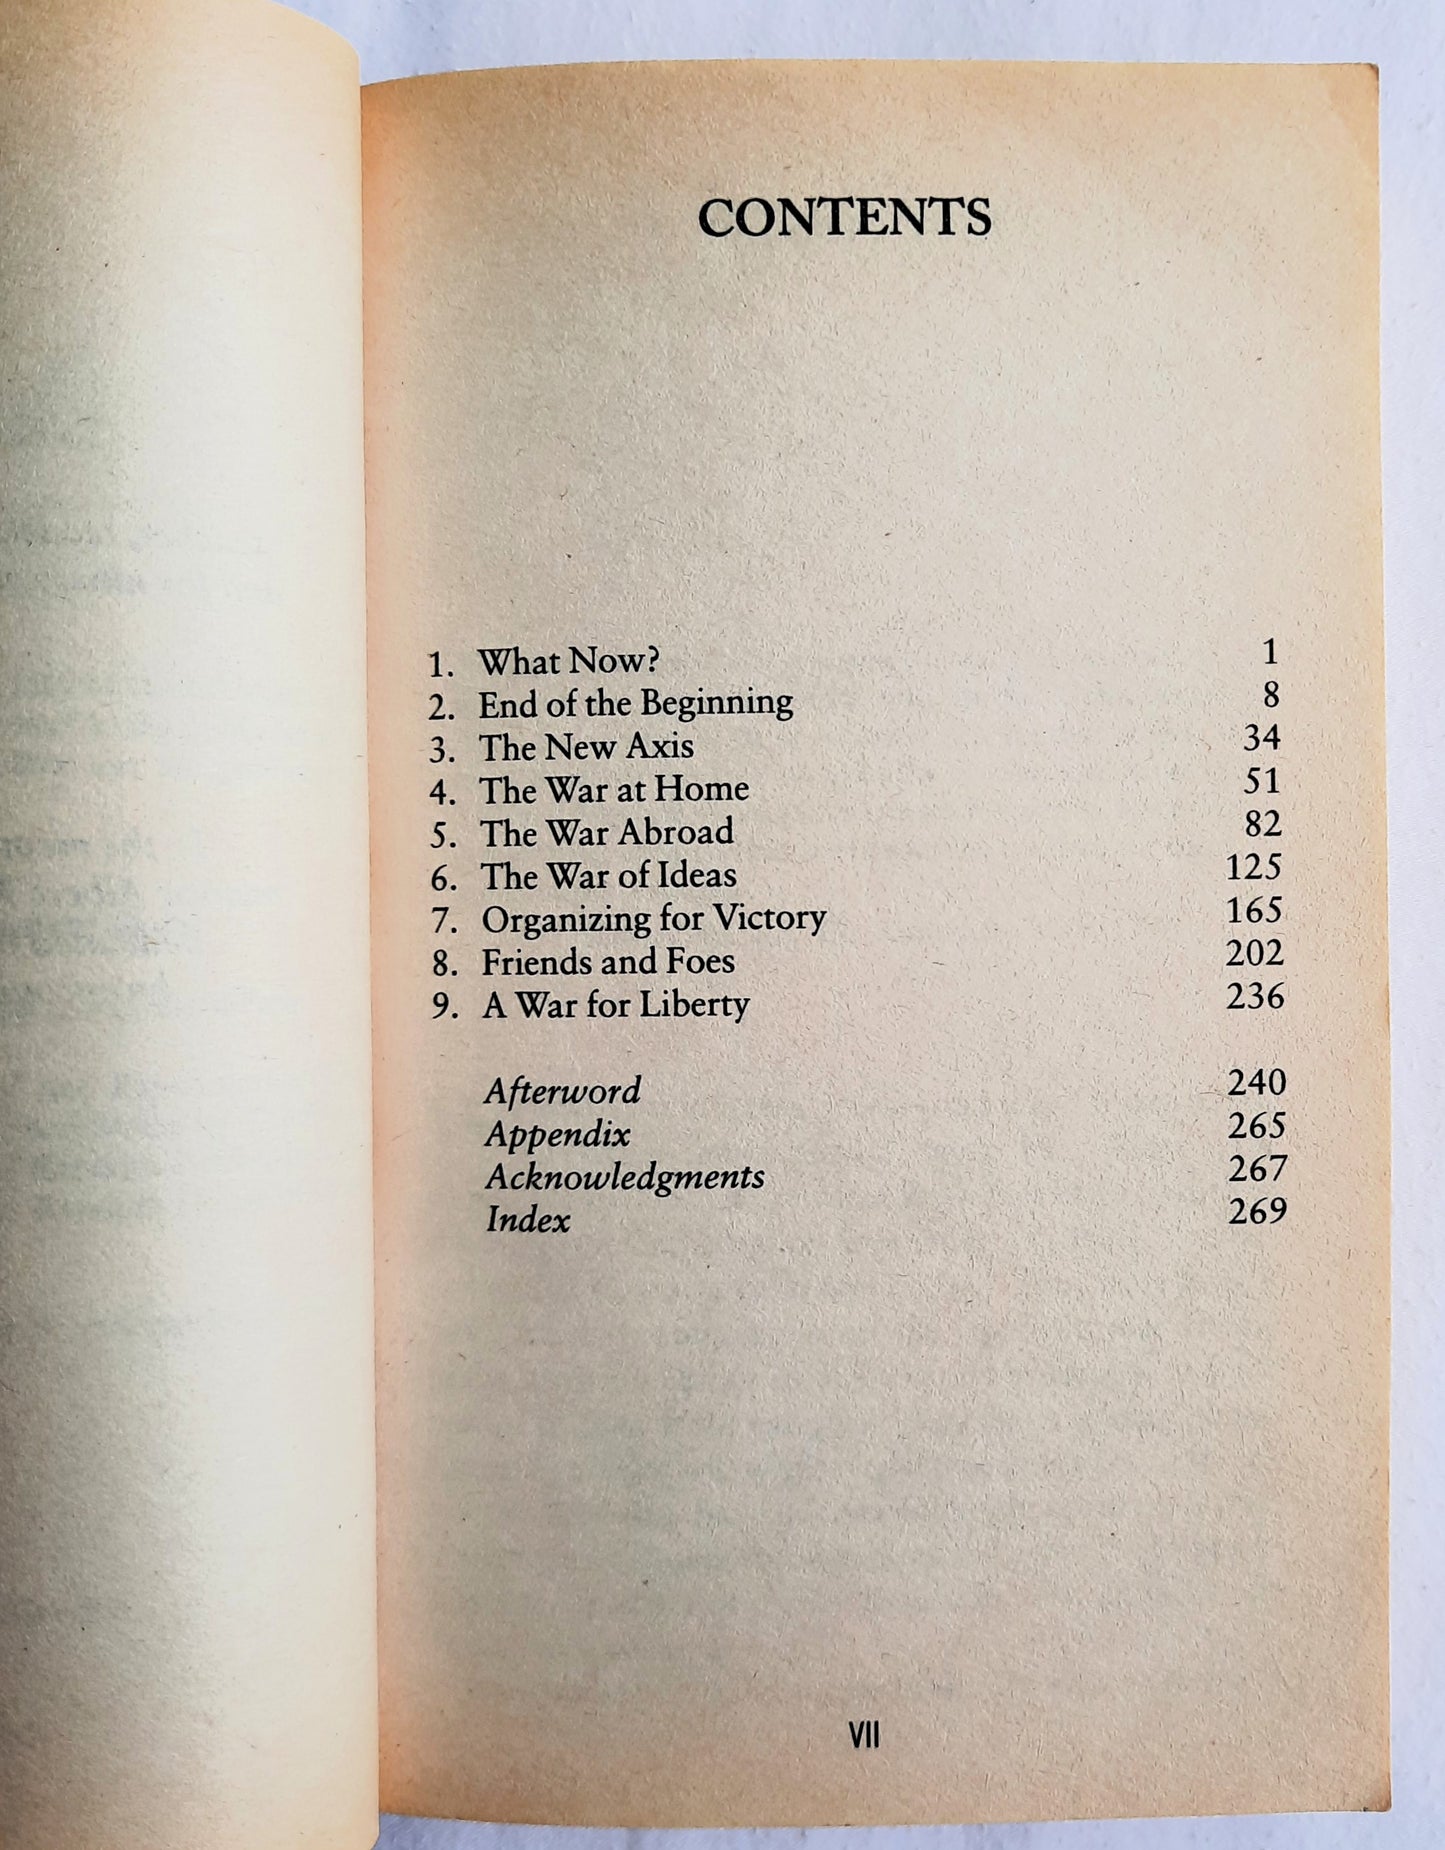 CONTENTS
1. What Now? 1
2. End of the Beginning 8
3. The New Axis 34
4. The War at Home 51
5. The War Abroad 82
6. The War of Ideas 125
7. Organizing for Victory 165
8. Friends and Foes 202
9. A War for Liberty 236
Afterword 240
Appendix 265
Acknowledgments 267
Index 269
VII